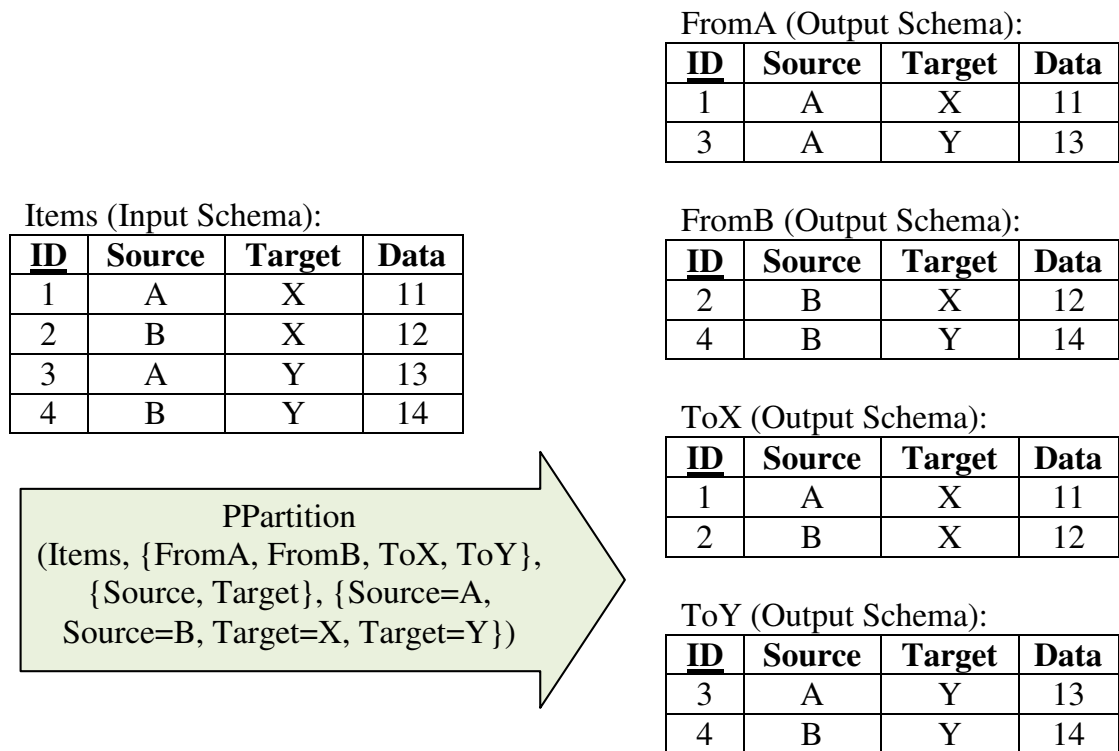 Items (Input Schema):
ID Source Target Data
1 A X 11
2 B X 12
3 A Y 13
4 B Y 14
PPartition
(Items, {FromA, FromB, ToX, ToY},
{Source, Target}, {Source=A,
Source=B, Target=X, Target=Y})
FromA (Output Schema):
ID Source Target Data
1 A X 11
3 A Y 13
FromB (Output Schema):
ID Source Target Data
2 B X 12
4 B Y 14
ToX (Output Schema):
ID Source Target Data
1 A X 11
2 B X 12
ToY (Output Schema):
ID Source Target Data
3 A Y 13
4 B Y 14